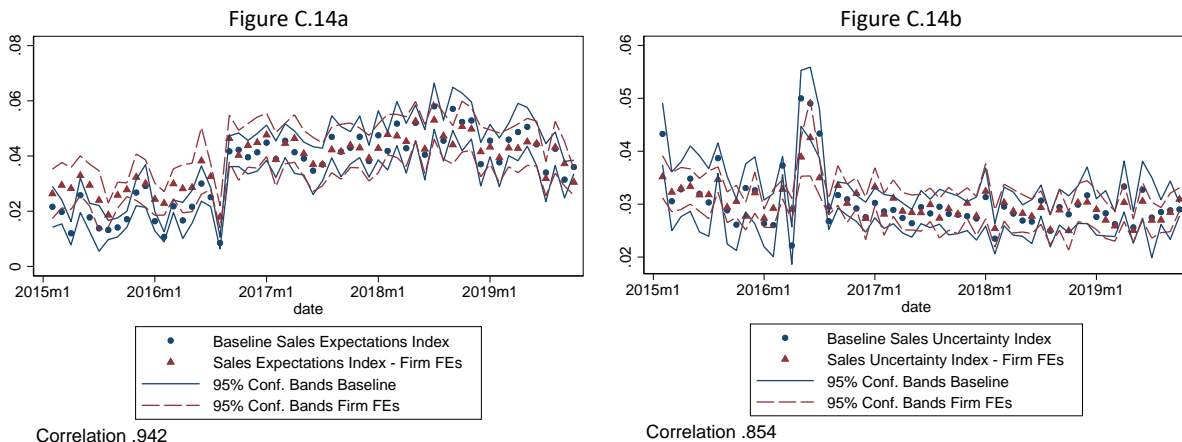 Figure C.14a
.08
.06
.04
.02
0
2015m1 2016m1 2017m1 2018m1 2019m1
date
Baseline Sales Expectations Index
Sales Expectations Index - Firm FEs
95% Conf. Bands Baseline
95% Conf. Bands Firm FEs
Correlation .942
Figure C.14b
.06
.05
.04
.03
.02
2015m1 2016m1 2017m1 2018m1 2019m1
date
Baseline Sales Uncertainty Index
Sales Uncertainty Index - Firm FEs
95% Conf. Bands Baseline
95% Conf. Bands Firm FEs
Correlation .854